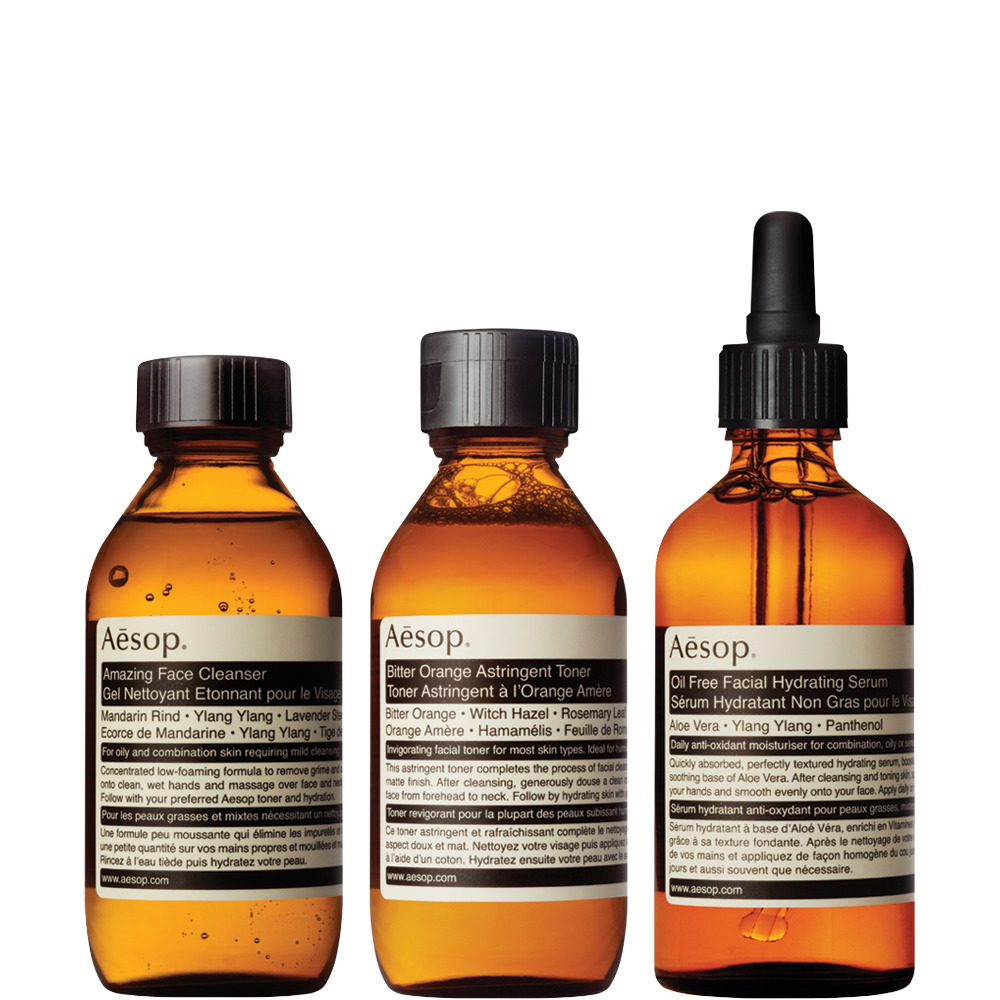 Aēsop®
Amazing Face Cleanser
Gel Nettoyant Etonnant pour le Visage
Mandarin Rind • Ylang Ylang • Lavender
Ecorce de Mandarine • Ylang Ylang • Tige
For oily and combination skin requiring mild cleansing
Concentrated low-foaming formula to remove grime and
onto clean, wet hands and massage over face and
Follow with your preferred Aesop toner and hydration.
Pour les peaux grasses et mixtes nécessitant un
Une formule peu moussante qui élimine les impuretés
une petite quantité sur vos mains propres et mouillées et
Rincez à l'eau tiède puis hydratez votre peau.
www.aesop.com
Aēsop®
Bitter Orange Astringent Toner
Toner Astringent à l'Orange Amère
Bitter Orange • Witch Hazel • Rosemary Leaf
Orange Amère • Hamamélis • Feuille de
Invigorating facial toner for most skin types. Ideal for
This astringent toner completes the process of facial
matte finish. After cleansing, generously douse a clean
face from forehead to neck. Follow by hydrating skin with
Toner revigorant pour la plupart des peaux subissant
Ce toner astringent et rafraîchissant complète le
aspect doux et mat. Nettoyez votre visage puis appliquez
à l'aide d'un coton. Hydratez ensuite votre peau avec le
www.aesop.com
Aēsop®
Oil Free Facial Hydrating Serum
Sérum Hydratant Non Gras pour le
Aloe Vera • Ylang Ylang • Panthenol
Daily anti-oxidant moisturiser for combination, oily or
Quickly absorbed, perfectly textured hydrating serum,
soothing base of Aloe Vera. After cleansing and toning skin,
your hands and smooth evenly onto your face. Apply daily
Sérum hydratant anti-oxydant pour peaux grasses,
Sérum hydratant à base d'Aloé Véra, enrichi en
grâce à sa texture fondante. Après le nettoyage de
de vos mains et appliquez de façon homogène du cou
jours et aussi souvent que nécessaire.
www.aesop.com